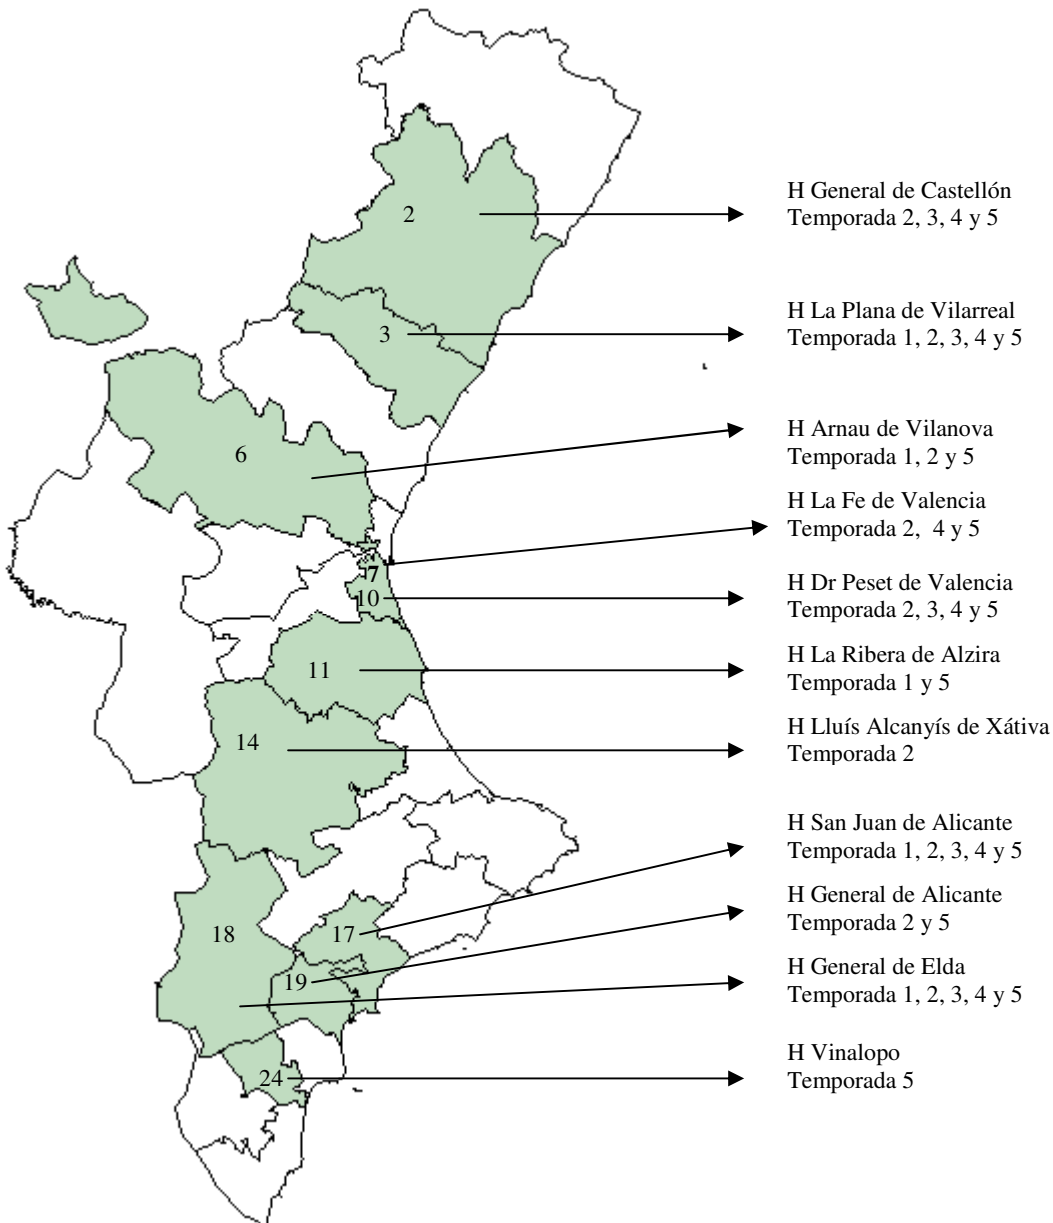 2
H General de Castellón
Temporada 2, 3, 4 y 5
3
H La Plana de Vilarreal
Temporada 1, 2, 3, 4 y 5
6
H Arnau de Vilanova
Temporada 1, 2 y 5
7
H La Fe de Valencia
Temporada 2, 4 y 5
10
H Dr Peset de Valencia
Temporada 2, 3, 4 y 5
11
H La Ribera de Alzira
Temporada 1 y 5
14
H Lluís Alcanyís de Xátiva
Temporada 2
17
H San Juan de Alicante
Temporada 1, 2, 3, 4 y 5
19
H General de Alicante
Temporada 2 y 5
18
H General de Elda
Temporada 1, 2, 3, 4 y 5
24
H Vinalopo
Temporada 5